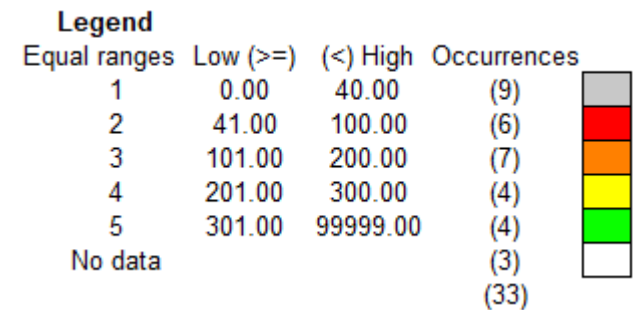 Legend
Equal ranges Low (>=) (<) High Occurrences
1 0.00 40.00 (9)
2 41.00 100.00 (6)
3 101.00 200.00 (7)
4 201.00 300.00 (4)
5 301.00 99999.00 (4)
No data (3)
(33)